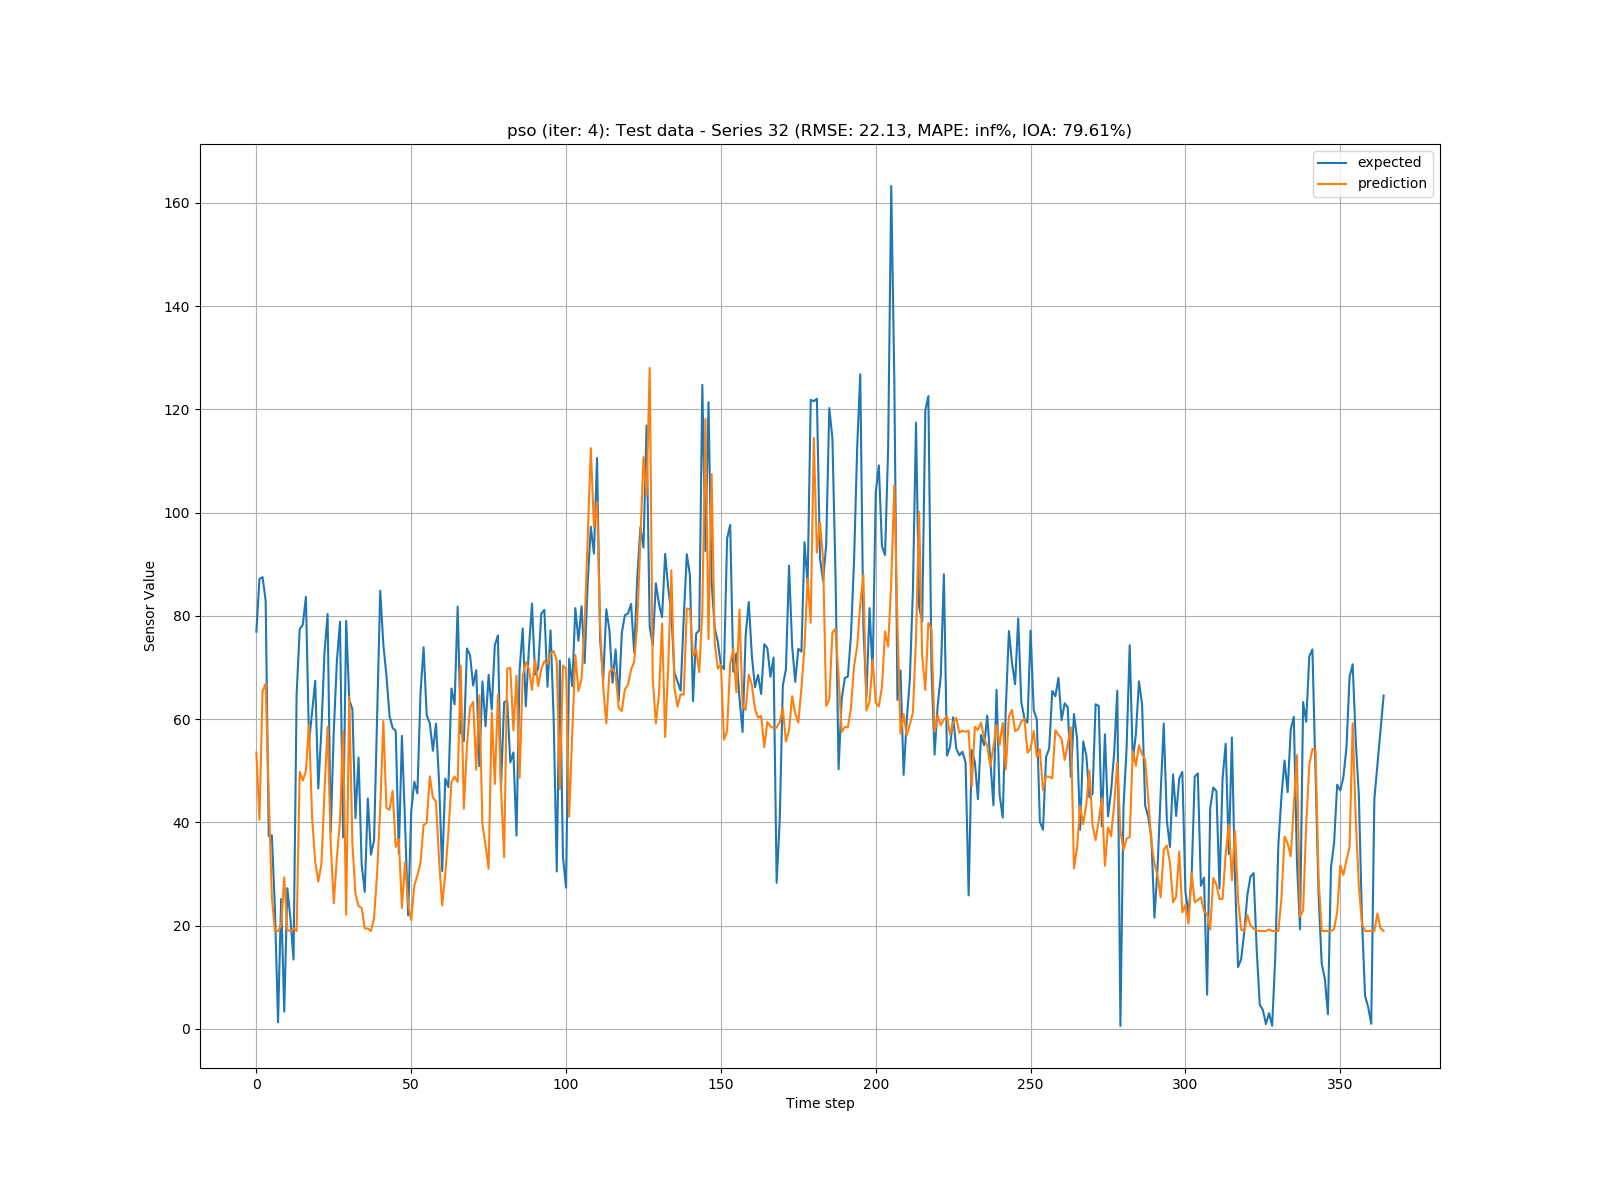 pso (iter: 4): Test data - Series 32 (RMSE: 22.13, MAPE: inf%, IOA: 79.61%)
expected
prediction
160
140
120
100
80
60
40
20
0
Sensor Value
0 50 100 150 200 250 300 350
Time step